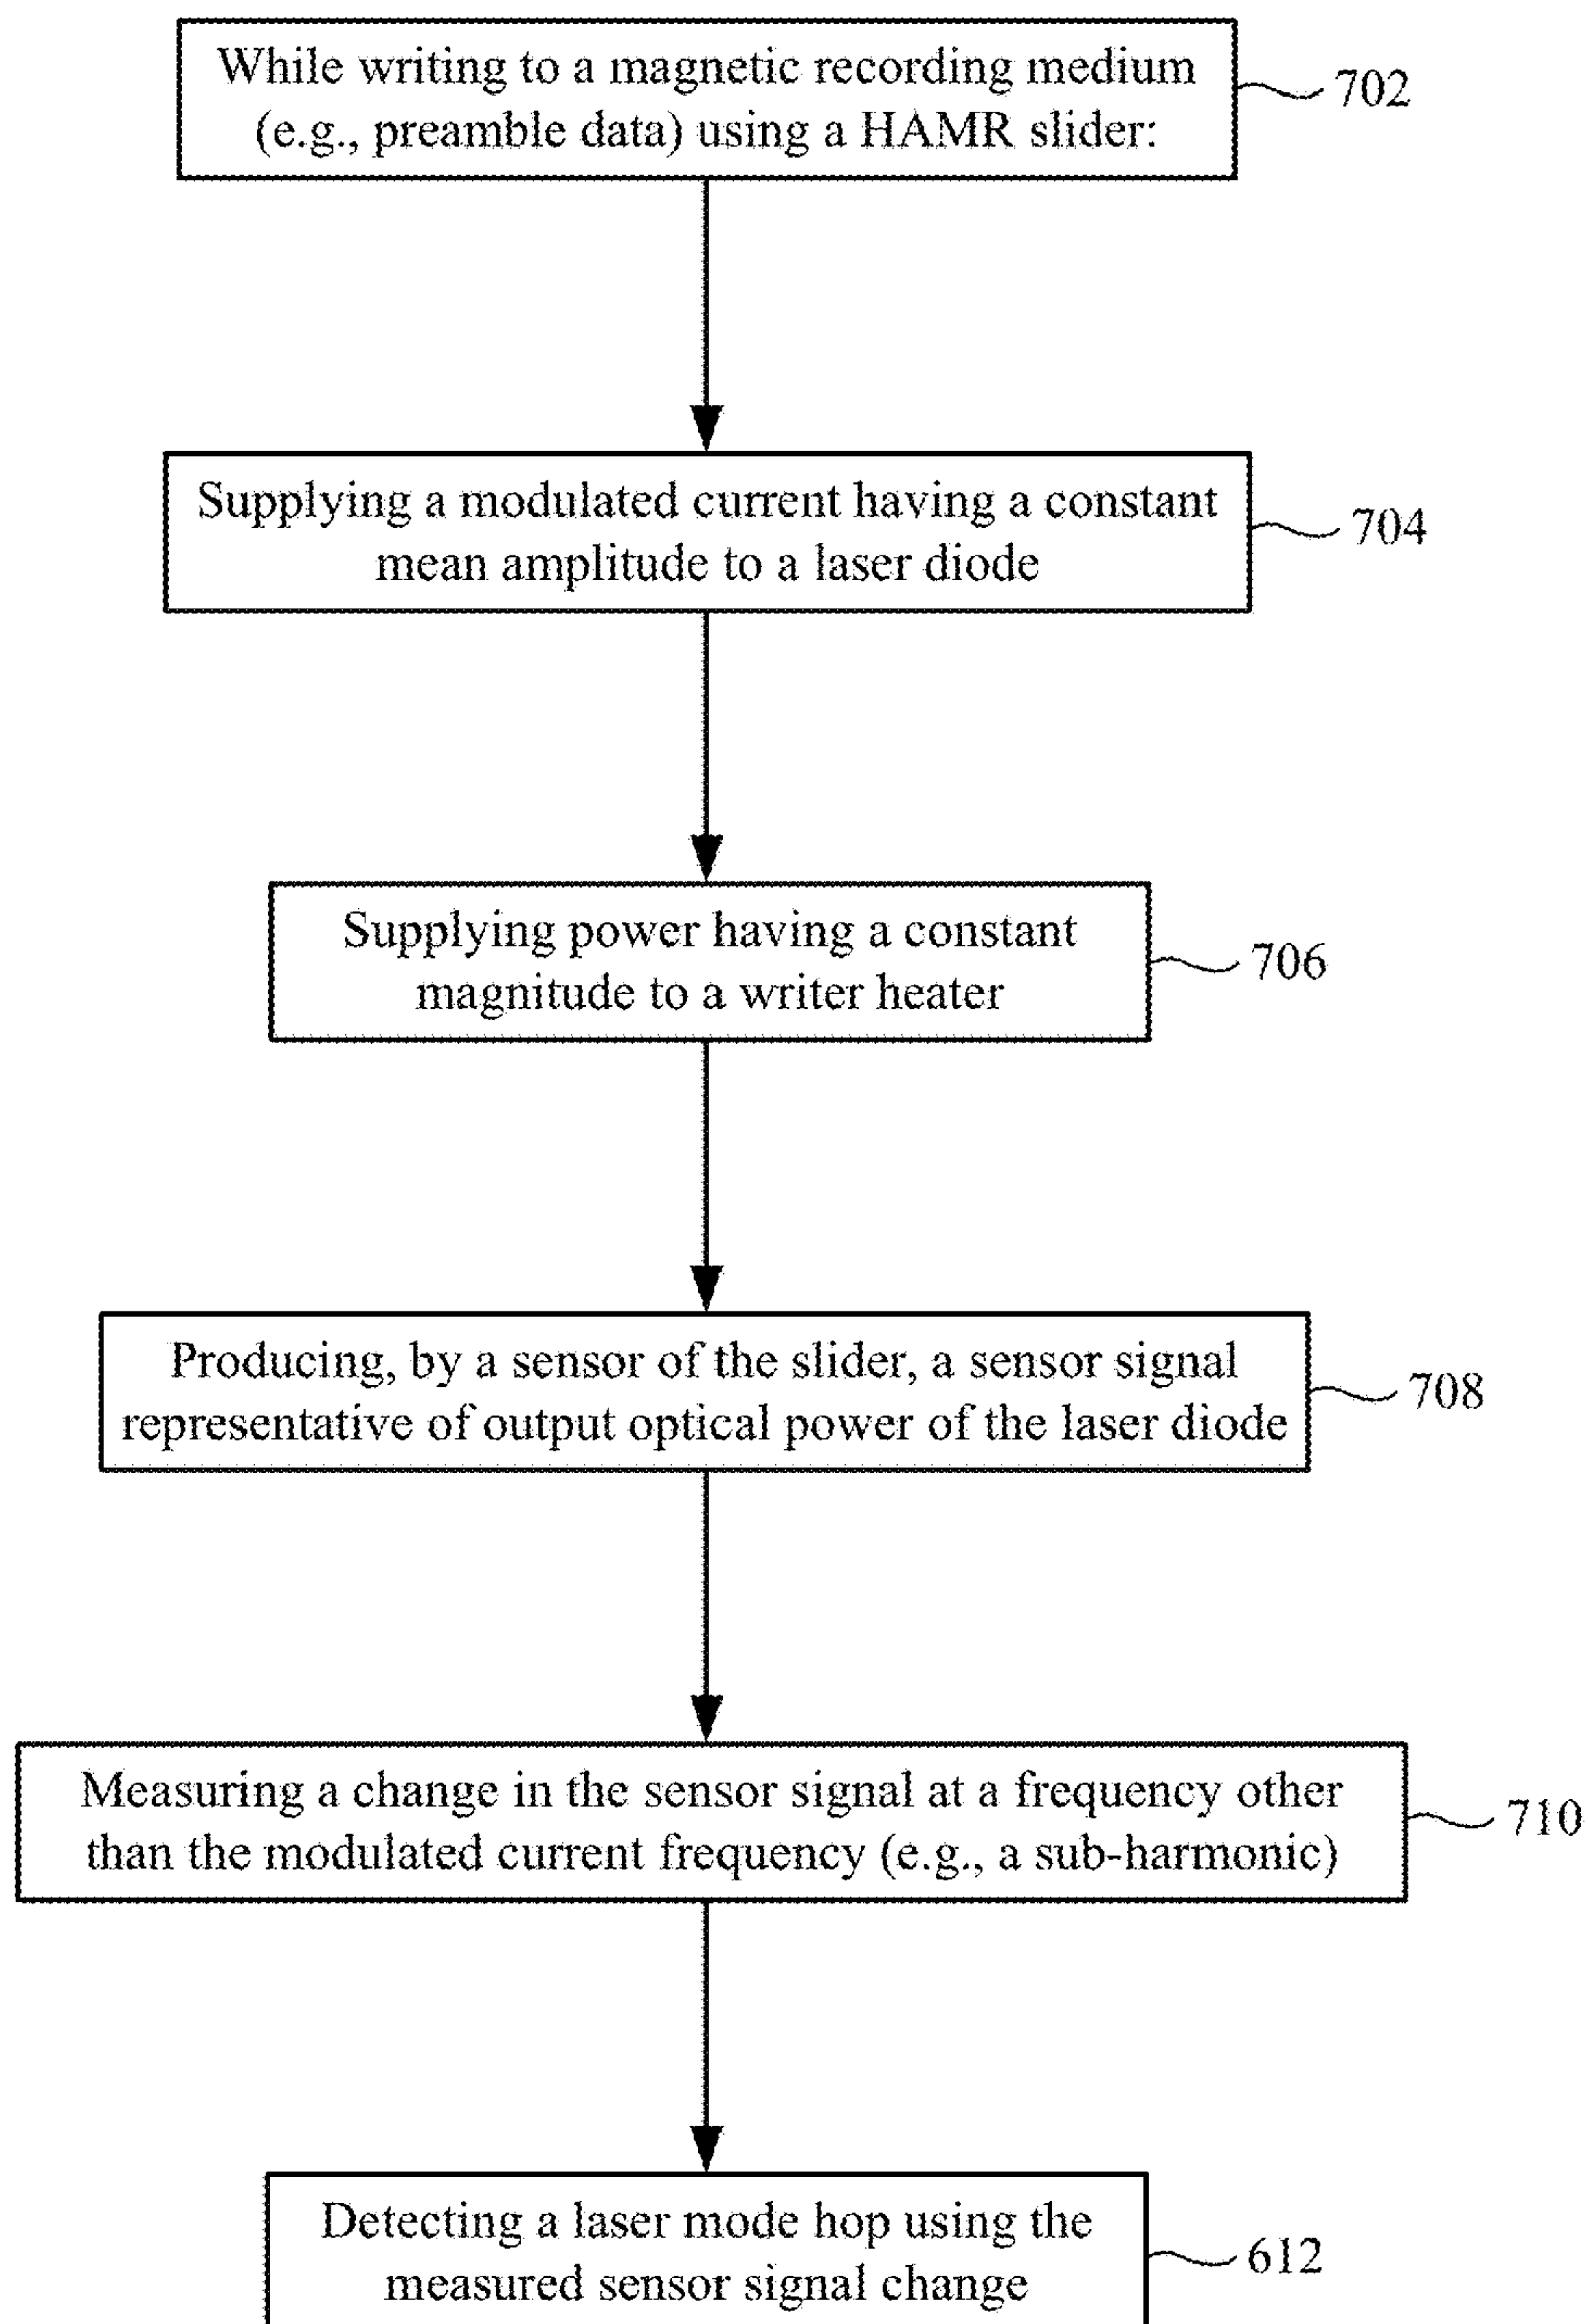 While writing to a magnetic recording medium
(e.g., preamble data) using a HAMR slider:
702
Supplying a modulated current having a constant
mean amplitude to a laser diode
704
Supplying power having a constant
magnitude to a writer heater
706
Producing, by a sensor of the slider, a sensor signal
representative of output optical power of the laser diode
708
Measuring a change in the sensor signal at a frequency other
than the modulated current frequency (e.g., a sub-harmonic)
710
Detecting a laser mode hop using the
measured sensor signal change
612